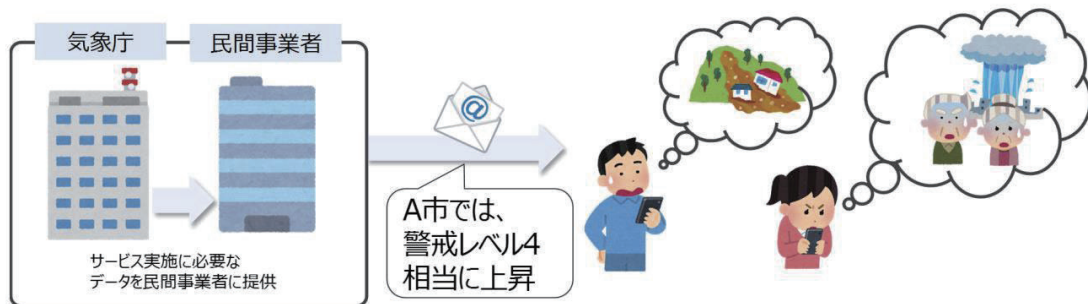 気象庁
民間事業者
サービス実施に必要な
データを民間事業者に提供
@
A市では、
警戒レベル4
相当に上昇